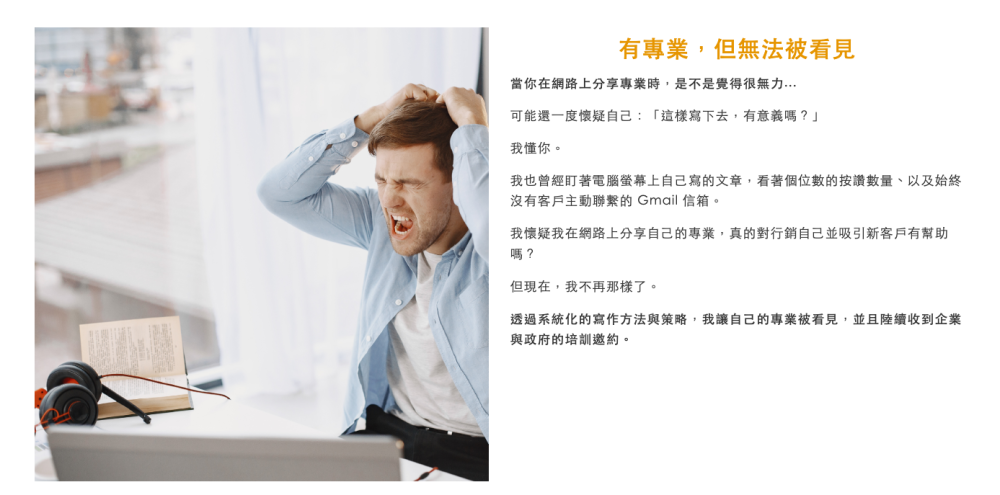 有專業，但無法被看見
當你在網路上分享專業時，是不是覺得很無力...
可能還一度懷疑自己：「這樣寫下去，有意義嗎？」
我懂你。
我也曾經盯著電腦螢幕上自己寫的文章，看著個位數的按讚數量、以及始終
沒有客戶主動聯繫的 Gmail 信箱。
我懷疑我在網路上分享自己的專業，真的對行銷自己並吸引新客戶有幫助
嗎？
但現在，我不再那樣了。
透過系統化的寫作方法與策略，我讓自己的專業被看見，並且陸續收到企業
與政府的培訓邀約。